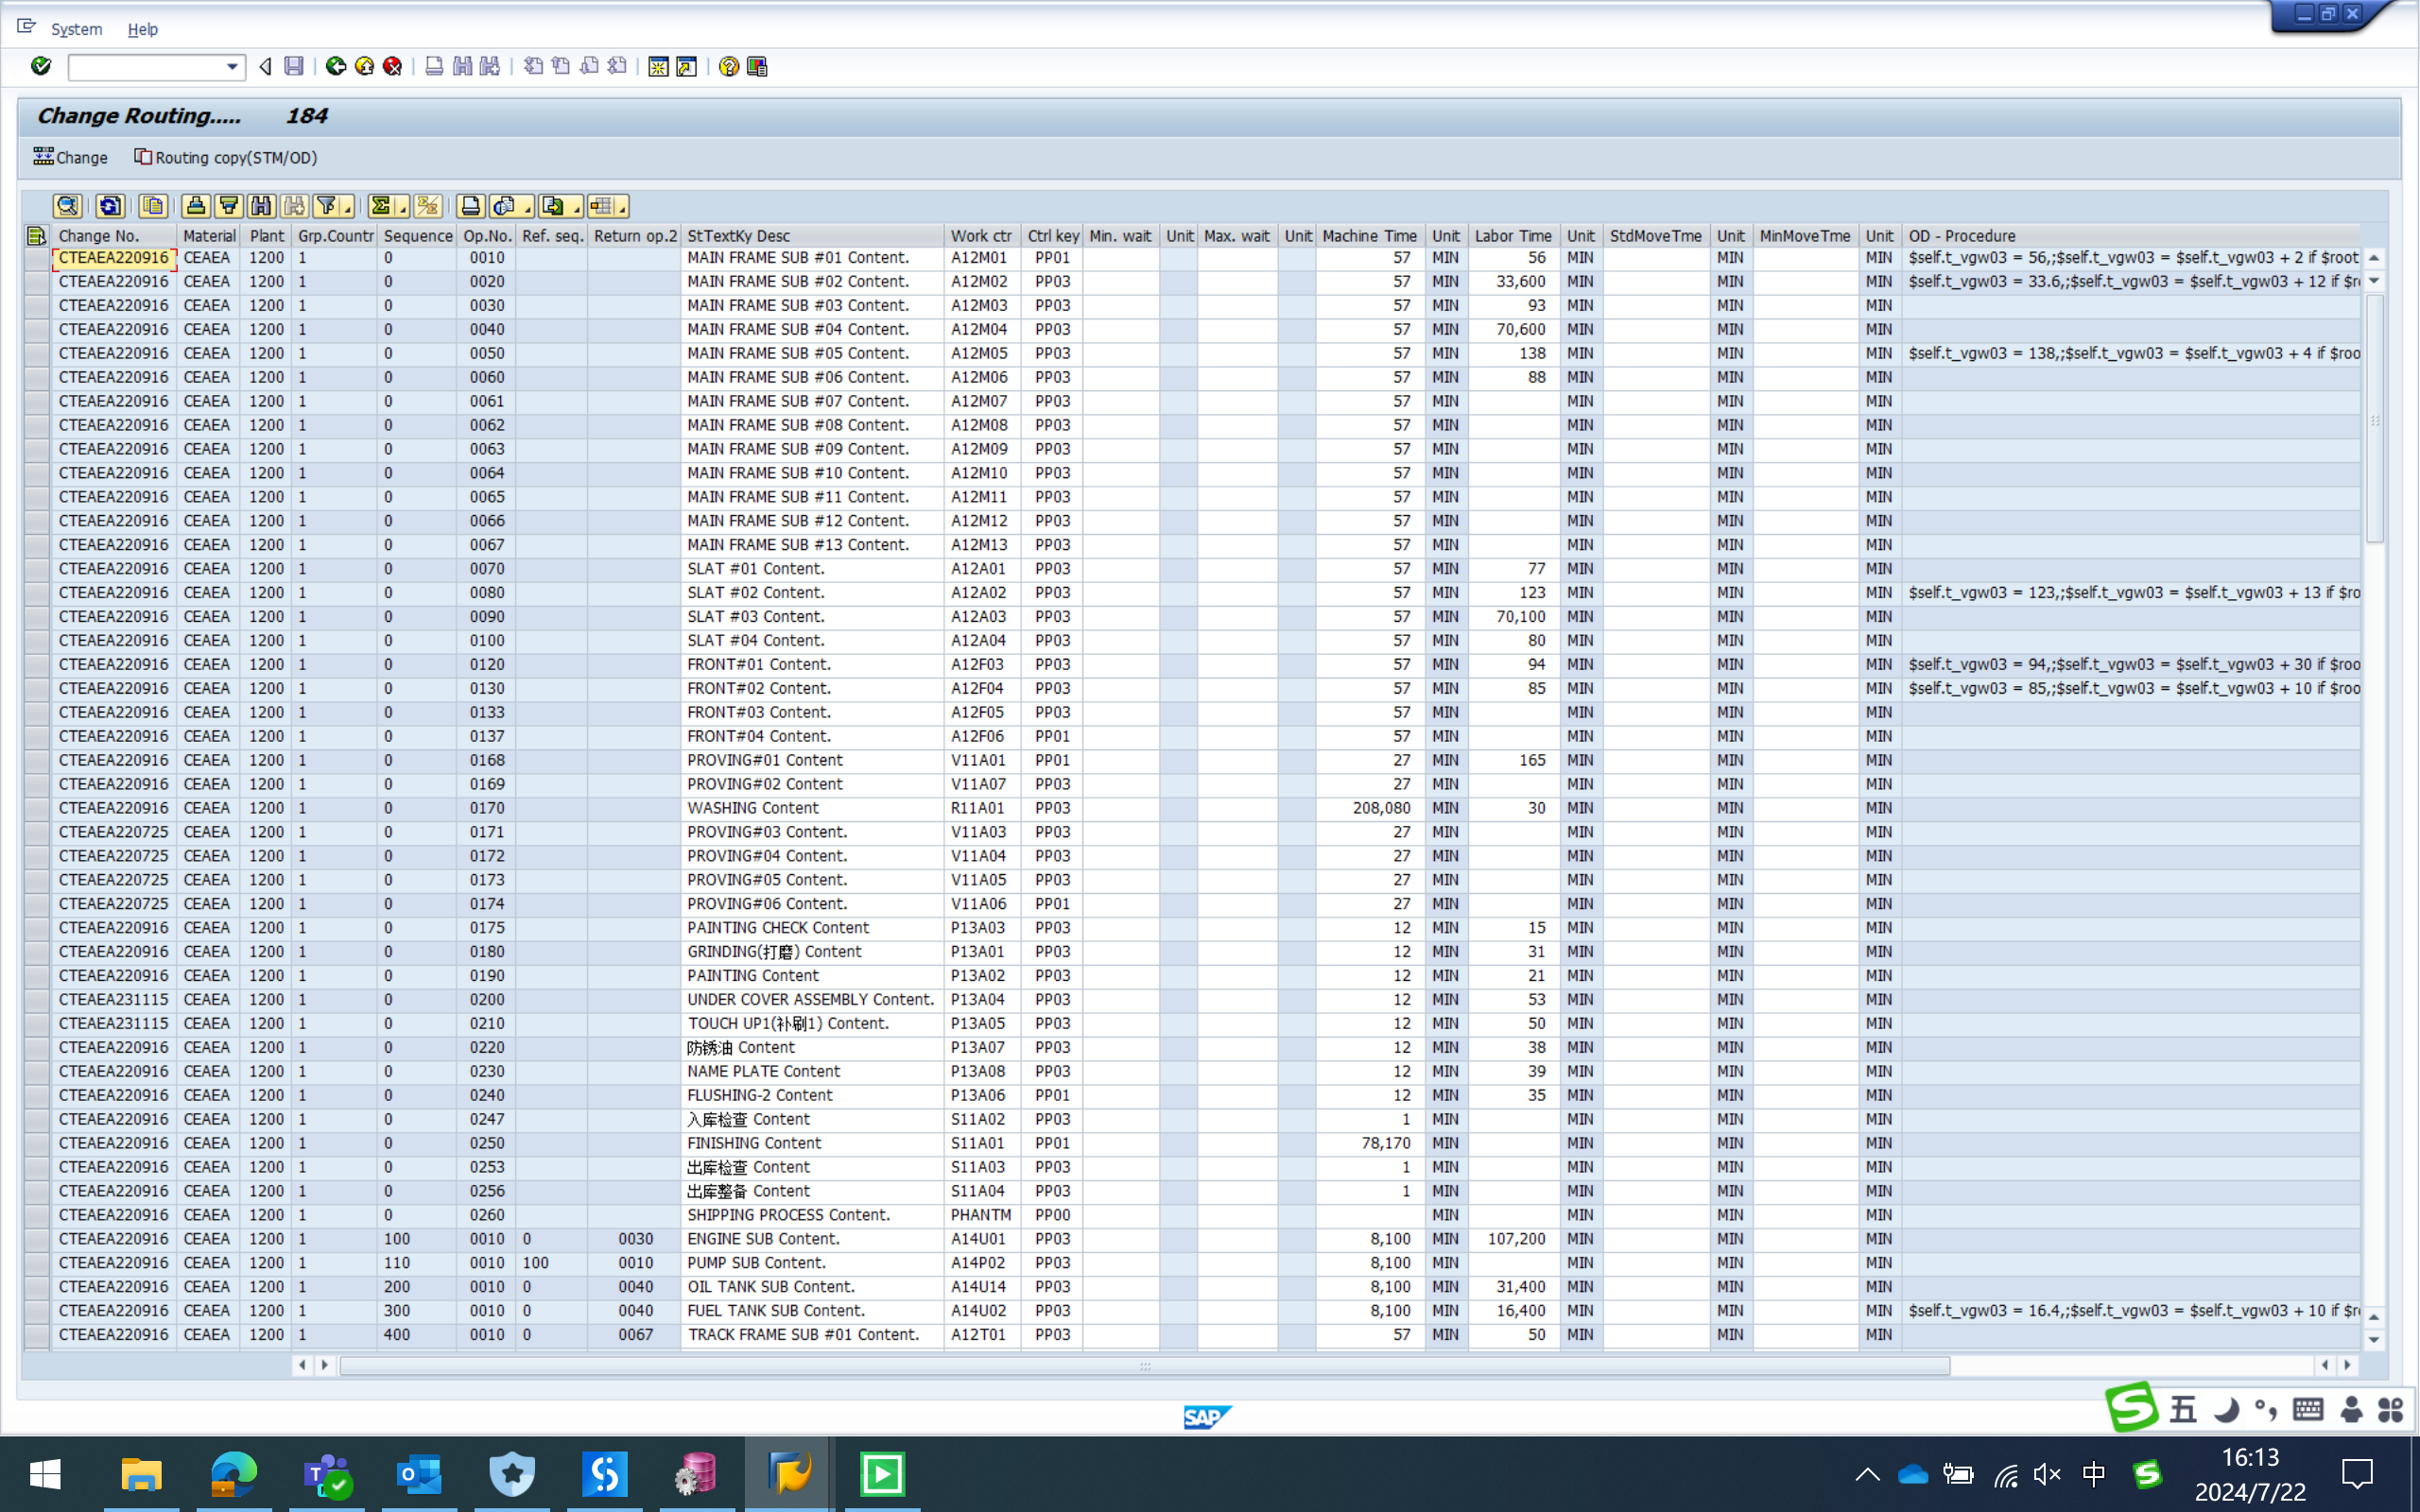 System Help
Change Routing..... 184
Change Routing copy(STM/OD)
Change No. Material Plant Grp.Countr Sequence Op.No. Ref. seq. Return op.2 StTextKy Desc Work ctr Ctrl key Min. wait Unit Max. wait Unit Machine Time Unit Labor Time Unit StdMoveTme Unit MinMoveTme Unit OD - Procedure
CTEAEA220916 CEAEA 1200 1 0 0010 MAIN FRAME SUB #01 Content. A12M01 PP01 57 MIN 56 MIN MIN MIN $self.t_vgw03 = 56,;$self.t_vgw03 = $self.t_vgw03 + 2 if $root
CTEAEA220916 CEAEA 1200 1 0 0020 MAIN FRAME SUB #02 Content. A12M02 PP03 57 MIN 33,600 MIN MIN MIN $self.t_vgw03 = 33.6,;$self.t_vgw03 = $self.t_vgw03 + 12 if $r
CTEAEA220916 CEAEA 1200 1 0 0030 MAIN FRAME SUB #03 Content. A12M03 PP03 57 MIN 93 MIN MIN MIN
CTEAEA220916 CEAEA 1200 1 0 0040 MAIN FRAME SUB #04 Content. A12M04 PP03 57 MIN 70,600 MIN MIN MIN
CTEAEA220916 CEAEA 1200 1 0 0050 MAIN FRAME SUB #05 Content. A12M05 PP03 57 MIN 138 MIN MIN MIN $self.t_vgw03 = 138,;$self.t_vgw03 = $self.t_vgw03 + 4 if $roo
CTEAEA220916 CEAEA 1200 1 0 0060 MAIN FRAME SUB #06 Content. A12M06 PP03 57 MIN 88 MIN MIN MIN
CTEAEA220916 CEAEA 1200 1 0 0061 MAIN FRAME SUB #07 Content. A12M07 PP03 57 MIN MIN MIN MIN
CTEAEA220916 CEAEA 1200 1 0 0062 MAIN FRAME SUB #08 Content. A12M08 PP03 57 MIN MIN MIN MIN
CTEAEA220916 CEAEA 1200 1 0 0063 MAIN FRAME SUB #09 Content. A12M09 PP03 57 MIN MIN MIN MIN
CTEAEA220916 CEAEA 1200 1 0 0064 MAIN FRAME SUB #10 Content. A12M10 PP03 57 MIN MIN MIN MIN
CTEAEA220916 CEAEA 1200 1 0 0065 MAIN FRAME SUB #11 Content. A12M11 PP03 57 MIN MIN MIN MIN
CTEAEA220916 CEAEA 1200 1 0 0066 MAIN FRAME SUB #12 Content. A12M12 PP03 57 MIN MIN MIN MIN
CTEAEA220916 CEAEA 1200 1 0 0067 MAIN FRAME SUB #13 Content. A12M13 PP03 57 MIN MIN MIN MIN
CTEAEA220916 CEAEA 1200 1 0 0070 SLAT #01 Content. A12A01 PP03 57 MIN 77 MIN MIN MIN
CTEAEA220916 CEAEA 1200 1 0 0080 SLAT #02 Content. A12A02 PP03 57 MIN 123 MIN MIN MIN $self.t_vgw03 = 123,;$self.t_vgw03 = $self.t_vgw03 + 13 if $ro
CTEAEA220916 CEAEA 1200 1 0 0090 SLAT #03 Content. A12A03 PP03 57 MIN 70,100 MIN MIN MIN
CTEAEA220916 CEAEA 1200 1 0 0100 SLAT #04 Content. A12A04 PP03 57 MIN 80 MIN MIN MIN
CTEAEA220916 CEAEA 1200 1 0 0120 FRONT#01 Content. A12F03 PP03 57 MIN 94 MIN MIN MIN $self.t_vgw03 = 94,;$self.t_vgw03 = $self.t_vgw03 + 30 if $roo
CTEAEA220916 CEAEA 1200 1 0 0130 FRONT#02 Content. A12F04 PP03 57 MIN 85 MIN MIN MIN $self.t_vgw03 = 85,;$self.t_vgw03 = $self.t_vgw03 + 10 if $roo
CTEAEA220916 CEAEA 1200 1 0 0133 FRONT#03 Content. A12F05 PP03 57 MIN MIN MIN MIN
CTEAEA220916 CEAEA 1200 1 0 0137 FRONT#04 Content. A12F06 PP01 57 MIN MIN MIN MIN
CTEAEA220916 CEAEA 1200 1 0 0168 PROVING#01 Content V11A01 PP01 27 MIN 165 MIN MIN MIN
CTEAEA220916 CEAEA 1200 1 0 0169 PROVING#02 Content V11A07 PP03 27 MIN MIN MIN MIN
CTEAEA220916 CEAEA 1200 1 0 0170 WASHING Content R11A01 PP03 208,080 MIN 30 MIN MIN MIN
CTEAEA220725 CEAEA 1200 1 0 0171 PROVING#03 Content. V11A03 PP03 27 MIN MIN MIN MIN
CTEAEA220725 CEAEA 1200 1 0 0172 PROVING#04 Content. V11A04 PP03 27 MIN MIN MIN MIN
CTEAEA220725 CEAEA 1200 1 0 0173 PROVING#05 Content. V11A05 PP03 27 MIN MIN MIN MIN
CTEAEA220725 CEAEA 1200 1 0 0174 PROVING#06 Content. V11A06 PP01 27 MIN MIN MIN MIN
CTEAEA220916 CEAEA 1200 1 0 0175 PAINTING CHECK Content P13A03 PP03 12 MIN 15 MIN MIN MIN
CTEAEA220916 CEAEA 1200 1 0 0180 GRINDING(打磨) Content P13A01 PP03 12 MIN 31 MIN MIN MIN
CTEAEA220916 CEAEA 1200 1 0 0190 PAINTING Content P13A02 PP03 12 MIN 21 MIN MIN MIN
CTEAEA231115 CEAEA 1200 1 0 0200 UNDER COVER ASSEMBLY Content. P13A04 PP03 12 MIN 53 MIN MIN MIN
CTEAEA231115 CEAEA 1200 1 0 0210 TOUCH UP1(补刷1) Content. P13A05 PP03 12 MIN 50 MIN MIN MIN
CTEAEA220916 CEAEA 1200 1 0 0220 防锈油 Content P13A07 PP03 12 MIN 38 MIN MIN MIN
CTEAEA220916 CEAEA 1200 1 0 0230 NAME PLATE Content P13A08 PP03 12 MIN 39 MIN MIN MIN
CTEAEA220916 CEAEA 1200 1 0 0240 FLUSHING-2 Content P13A06 PP01 12 MIN 35 MIN MIN MIN
CTEAEA220916 CEAEA 1200 1 0 0247 入库检查 Content S11A02 PP03 1 MIN MIN MIN MIN
CTEAEA220916 CEAEA 1200 1 0 0250 FINISHING Content S11A01 PP01 78,170 MIN MIN MIN MIN
CTEAEA220916 CEAEA 1200 1 0 0253 出库检查 Content S11A03 PP03 1 MIN MIN MIN MIN
CTEAEA220916 CEAEA 1200 1 0 0256 出库整备 Content S11A04 PP03 1 MIN MIN MIN MIN
CTEAEA220916 CEAEA 1200 1 0 0260 SHIPPING PROCESS Content. PHANTM PP00 MIN MIN MIN MIN
CTEAEA220916 CEAEA 1200 1 100 0010 0 0030 ENGINE SUB Content. A14U01 PP03 8,100 MIN 107,200 MIN MIN MIN
CTEAEA220916 CEAEA 1200 1 110 0010 100 0010 PUMP SUB Content. A14P02 PP03 8,100 MIN MIN MIN MIN
CTEAEA220916 CEAEA 1200 1 200 0010 0 0040 OIL TANK SUB Content. A14U14 PP03 8,100 MIN 31,400 MIN MIN MIN
CTEAEA220916 CEAEA 1200 1 300 0010 0 0040 FUEL TANK SUB Content. A14U02 PP03 8,100 MIN 16,400 MIN MIN MIN $self.t_vgw03 = 16.4,;$self.t_vgw03 = $self.t_vgw03 + 10 if $r
CTEAEA220916 CEAEA 1200 1 400 0010 0 0067 TRACK FRAME SUB #01 Content. A12T01 PP03 57 MIN 50 MIN MIN MIN
SAP
五
中
16:13
2024/7/22